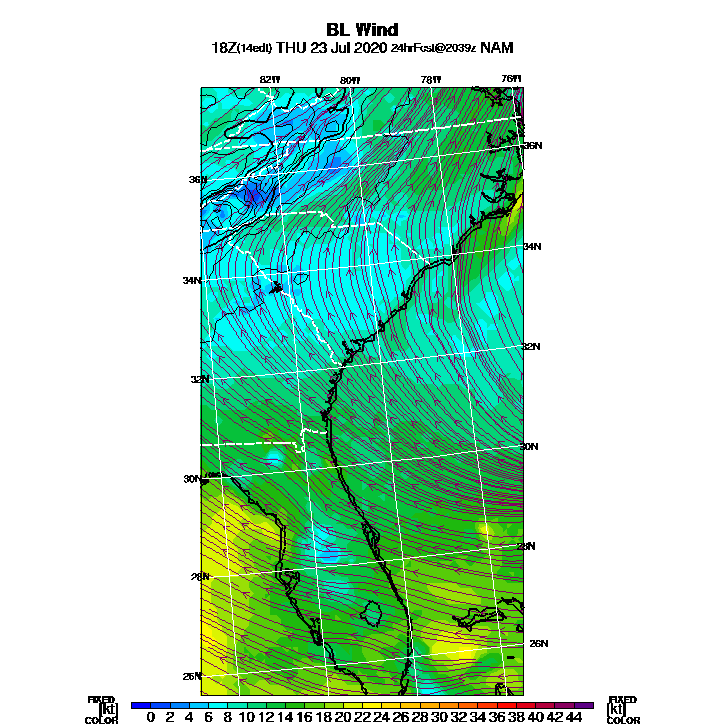 BL Wind
18Z(14edt) THU 23 Jul 2020 24hrFcst@2039z NAM
82W 80W 78W 76W
36N
36N
34N
34N
32N
32N
30N
30N
28N
28N
26N
26N
FIXED FIXED
[kt] 0 2 4 6 8 10 12 14 16 18 20 22 24 26 28 30 32 34 36 38 40 42 44 [kt]
COLOR COLOR